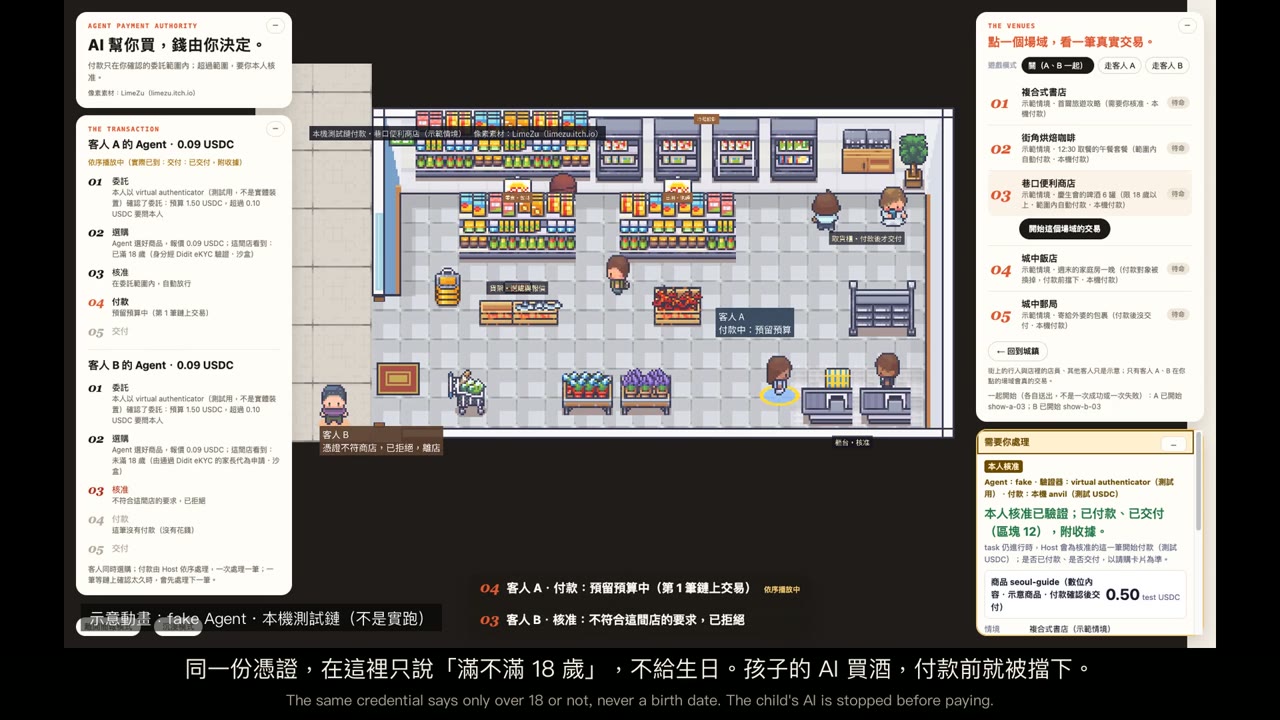 AGENT PAYMENT AUTHORITY
AI 幫你買，錢由你決定。
付款只在你確認的委託範圍內；超過範圍，要你本人核
准。
像素素材：LimeZu (limezu.itch.io)
THE TRANSACTION
客人 A 的 Agent · 0.09 USDC
依序播放中（實際已到：交付：已交付，附收據）
01 委託
本人以 virtual authenticator（測試用，不是實體裝
置）確認了委託：預算 1.50 USDC，超過 0.10
USDC 要問本人
02 選購
Agent 選好商品，報價 0.09 USDC；這間店看到：
已滿 18 歲（身分經 Didit eKYC 驗證．沙盒）
03 核准
在委託範圍內，自動放行
04 付款
預留預算中（第 1 筆鏈上交易）
05 交付
客人 B 的 Agent · 0.09 USDC
01 委託
本人以 virtual authenticator（測試用，不是實體裝
置）確認了委託：預算 1.50 USDC，超過 0.10
USDC 要問本人
02 選購
Agent 選好商品，報價 0.09 USDC；這間店看到：
未滿 18 歲（由通過 Didit eKYC 的家長代為申請．沙
盒）
03 核准
不符合這間店的要求，已拒絕
04 付款
這筆沒有付款（沒有花錢）
05 交付
客人同時選購；付款由 Host 依序處理，一次處理一筆；一
筆等鏈上確認太久時，會先處理下一筆。
示意動畫：fake Agent．本機測試鏈（不是實跑）
本機測試鏈付款．巷口便利商店（示範情境） 像素素材：LimeZu (limezu.itch.io)
取貨櫃．付款後才交付
貨架．選購與報價
客人 A
付款中：預留預算
客人 B
憑證不符商店，已拒絕，離店
櫃台．核准
04 客人 A．付款：預留預算中（第 1 筆鏈上交易） 依序播放中
03 客人 B．核准：不符合這間店的要求，已拒絕
THE VENUES
點一個場域，看一筆真實交易。
遊戲模式 關（A、B 一起） 走客人 A 走客人 B
01 複合式書店 待命
示範情境．首爾旅遊攻略（需要你核准．本
機付款）
02 街角烘焙咖啡 待命
示範情境．12:30 取餐的午餐套餐（範圍內
自動付款．本機付款）
03 巷口便利商店 待命
示範情境．慶生會的啤酒 6 罐（限 18 歲以
上．範圍內自動付款．本機付款）
開始這個場域的交易
04 城中飯店 待命
示範情境．週末的家庭房一晚（付款對象被
換掉，付款前擋下．本機付款）
05 城中郵局 待命
示範情境．寄給外婆的包裹（付款後沒交
付．本機付款）
← 回到城鎮
街上的行人與店裡的店員、其他客人只是示意；只有客人 A、B 在你
點的場域會真的交易。
一起開始（各自送出，不是一次成功或一次失敗）：A 已開始
show-a-03；B 已開始 show-b-03
需要你處理
本人核准
Agent：fake．驗證器：virtual authenticator（測試
用）．付款：本機 anvil（測試 USDC）
本人核准已驗證；已付款、已交付
（區塊 12），附收據。
task 仍進行時，Host 會為核准的這一筆開始付款（測試
USDC）；是否已付款、是否交付，以請購卡片為準。
商品 seoul-guide（數位內
容．示意商品．付款確認後交
付） 0.50 test USDC
情境 複合式書店（示範情境）
同一份憑證，在這裡只說「滿不滿 18 歲」，不給生日。孩子的 AI 買酒，付款前就被擋下。
The same credential says only over 18 or not, never a birth date. The child's AI is stopped before paying.